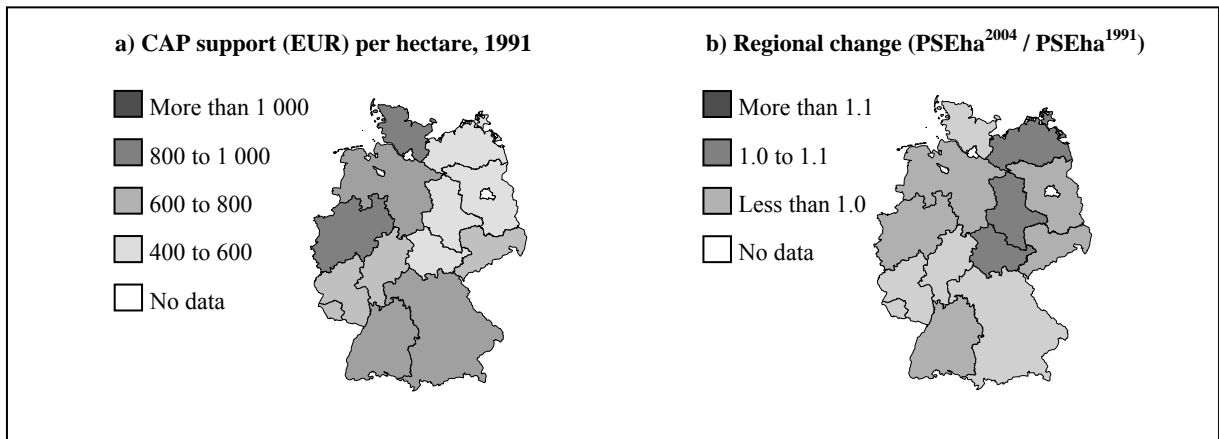 a) CAP support (EUR) per hectare, 1991
More than 1 000
800 to 1 000
600 to 800
400 to 600
No data
b) Regional change (PSEha2004 / PSEha1991)
More than 1.1
1.0 to 1.1
Less than 1.0
No data